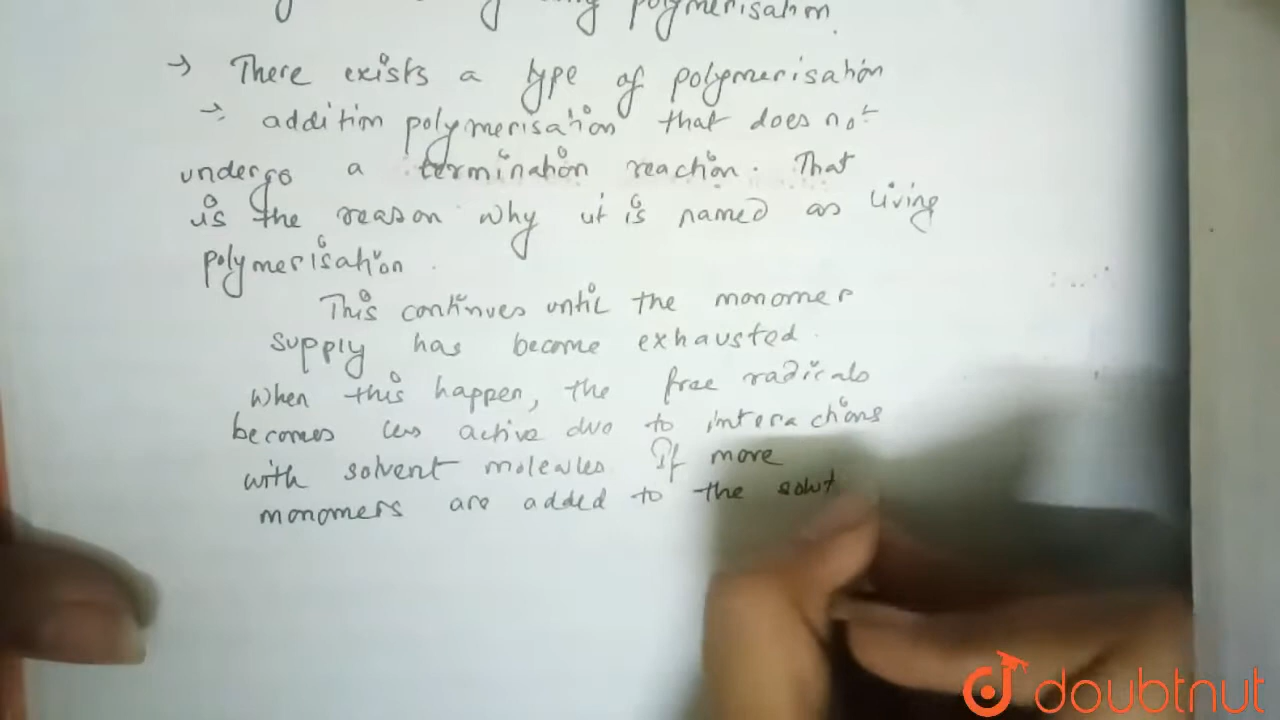 polymerisation.
→ There exists a type of polymerisation
→ addition polymerisation that does not
undergo a termination reaction. That
is the reason why it is named as living
polymerisation.
This continues until the monomer
supply has become exhausted.
When this happen, the free radicals
becomes less active due to interactions
with solvent molecules. If more
monomers are added to the solut
doubtnut